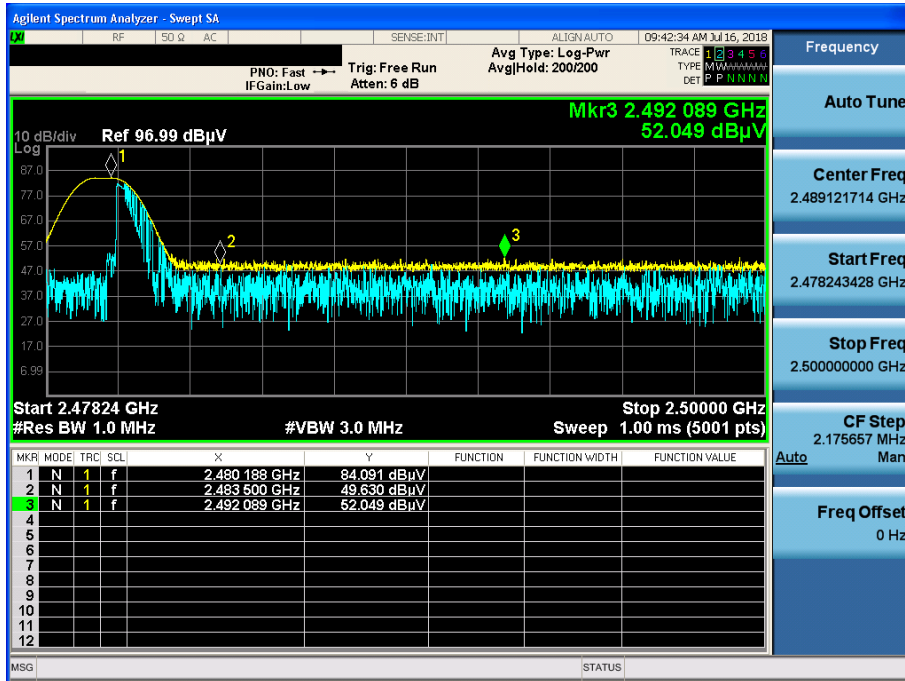 Agilent Spectrum Analyzer - Swept SA
LXI RF 50 Ω AC SENSE:INT ALIGN AUTO 09:42:34 AM Jul 16, 2018
PNO: Fast Trig: Free Run Avg Type: Log-Pwr TRACE 1 2 3 4 5 6
IFGain:Low Atten: 6 dB Avg|Hold: 200/200 TYPE M W W W W W
DET P P N N N N
Mkr3 2.492 089 GHz
52.049 dBµV
10 dB/div Ref 96.99 dBµV
Log
87.0
77.0
67.0
57.0
47.0
37.0
27.0
17.0
6.99
1
2
3
Start 2.47824 GHz Stop 2.50000 GHz
#Res BW 1.0 MHz #VBW 3.0 MHz Sweep 1.00 ms (5001 pts)
MKR MODE TRC SCL X Y FUNCTION FUNCTION WIDTH FUNCTION VALUE
1 N 1 f 2.480 188 GHz 84.091 dBµV
2 N 1 f 2.483 500 GHz 49.630 dBµV
3 N 1 f 2.492 089 GHz 52.049 dBµV
4
5
6
7
8
9
10
11
12
MSG STATUS
Frequency
Auto Tune
Center Freq
2.489121714 GHz
Start Freq
2.478243428 GHz
Stop Freq
2.500000000 GHz
CF Step
2.175657 MHz
Auto Man
Freq Offset
0 Hz